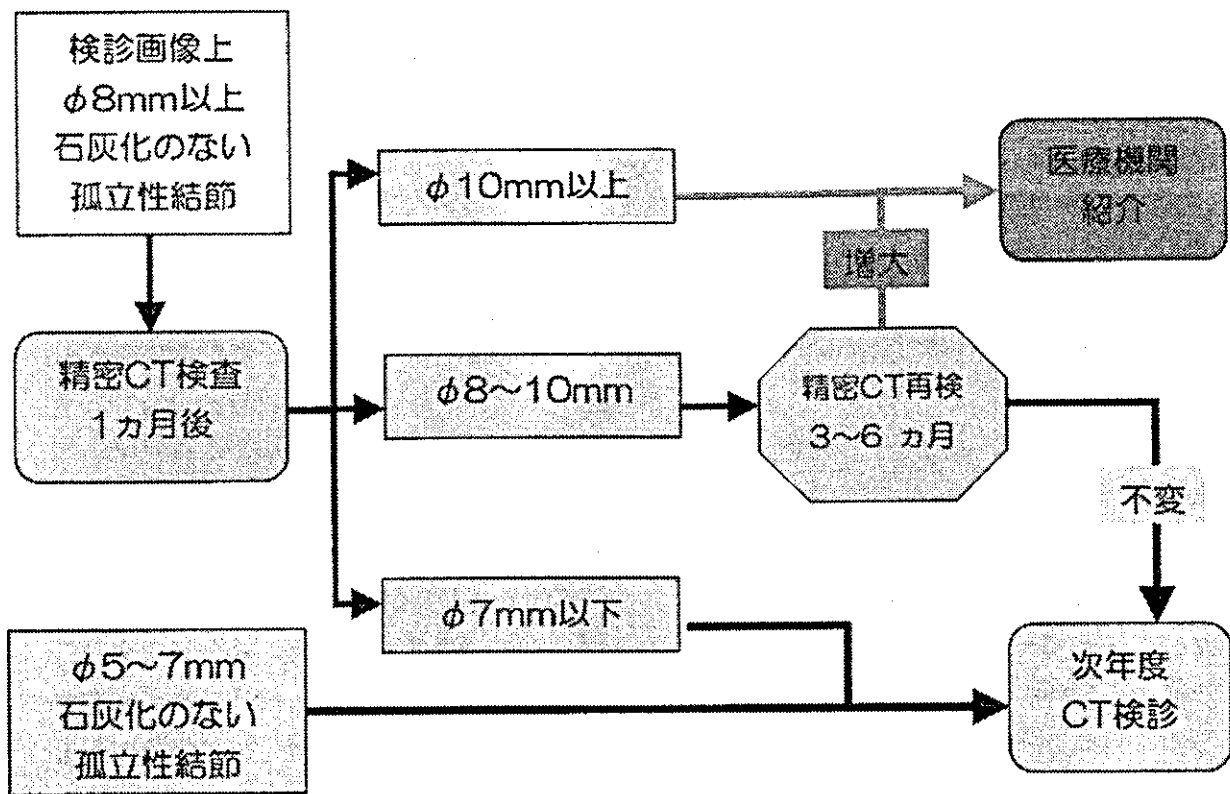 検診画像上
φ8mm以上
石灰化のない
孤立性結節
φ10mm以上
医療機関
紹介
増大
精密CT検査
1ヵ月後
φ8~10mm
精密CT再検
3~6 ヵ月
不変
φ7mm以下
φ5~7mm
石灰化のない
孤立性結節
次年度
CT検診